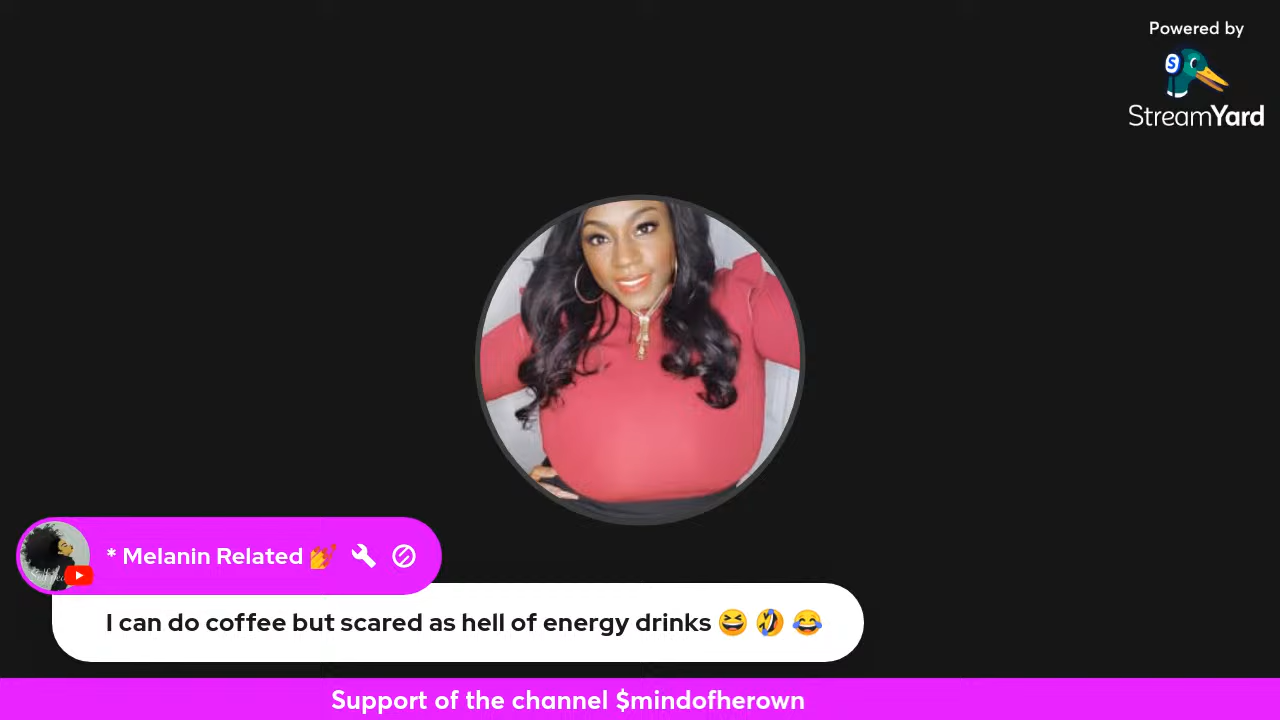 Powered by
S
StreamYard
* Melanin Related 💅
I can do coffee but scared as hell of energy drinks 😆 🤣 😂
Support of the channel $mindofherown